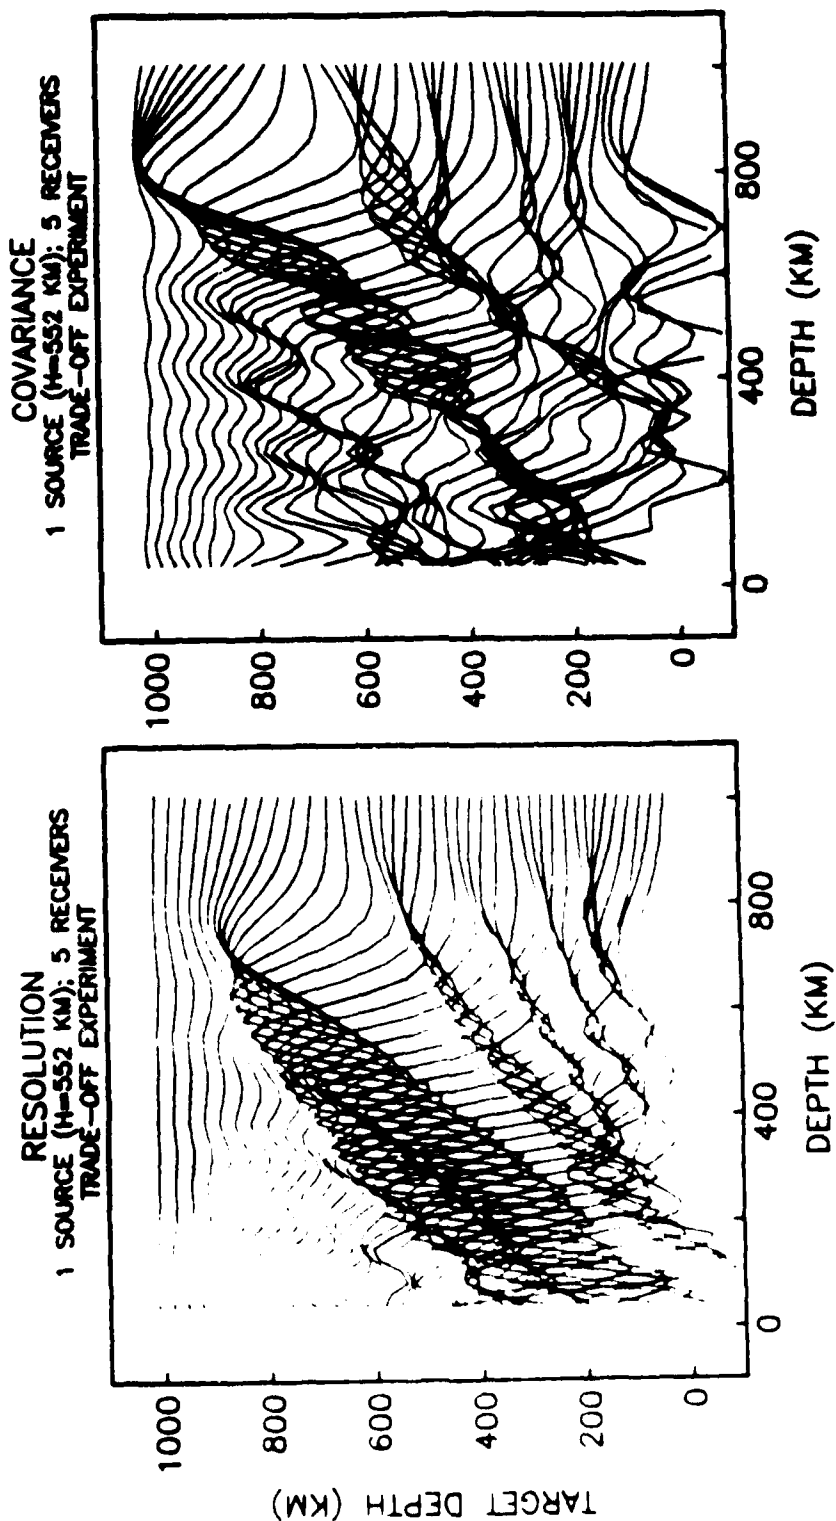 RESOLUTION
1 SOURCE (H=552 KM); 5 RECEIVERS
TRADE-OFF EXPERIMENT
TARGET DEPTH (KM)
1000
800
600
400
200
0
0
400
800
DEPTH (KM)
COVARIANCE
1 SOURCE (H=552 KM); 5 RECEIVERS
TRADE-OFF EXPERIMENT
1000
800
600
400
200
0
0
400
800
DEPTH (KM)